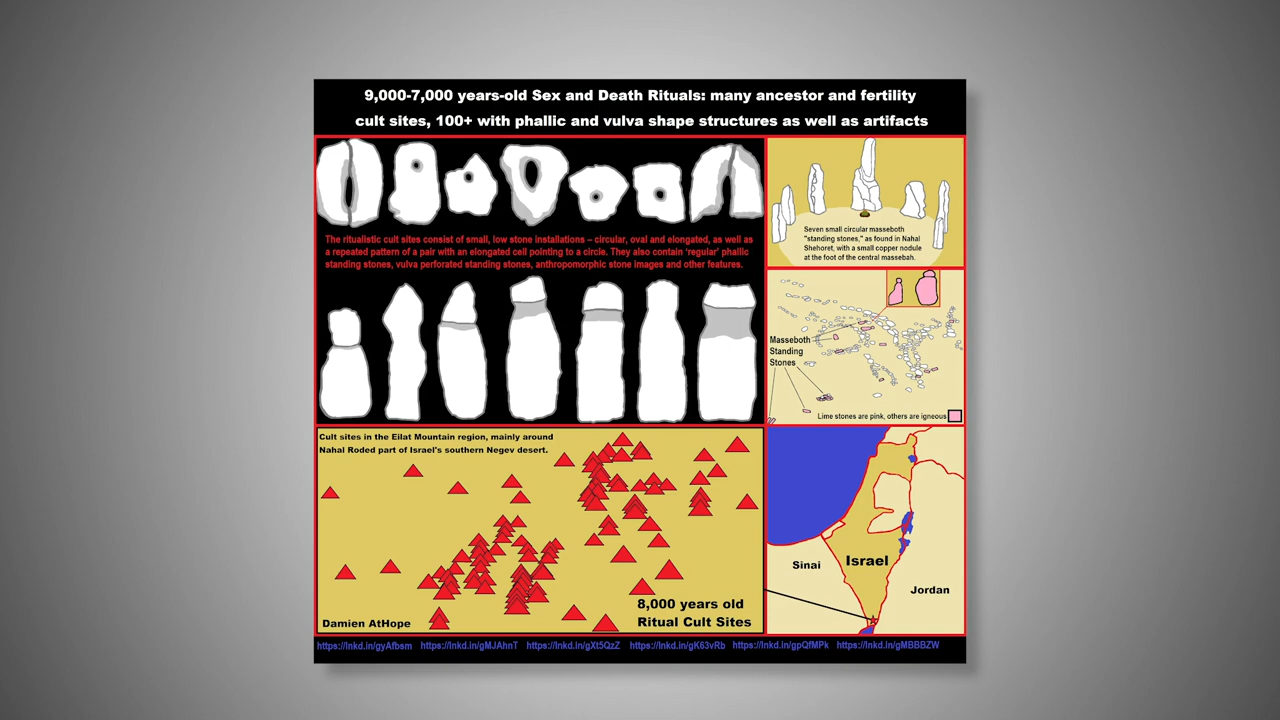 9,000-7,000 years-old Sex and Death Rituals: many ancestor and fertility
cult sites, 100+ with phallic and vulva shape structures as well as artifacts
The ritualistic cult sites consist of small, low stone installations – circular, oval and elongated, as well as
a repeated pattern of a pair with an elongated cell pointing to a circle. They also contain 'regular' phallic
standing stones, vulva perforated standing stones, anthropomorphic stone images and other features.
Seven small circular masseboth
"standing stones," as found in Nahal
Shehoret, with a small copper nodule
at the foot of the central massebah.
Masseboth
Standing
Stones
Lime stones are pink, others are igneous
Cult sites in the Eilat Mountain region, mainly around
Nahal Roded part of Israel's southern Negev desert.
8,000 years old
Ritual Cult Sites
Damien AtHope
Sinai
Israel
Jordan
https://lnkd.in/gyAfbsm https://lnkd.in/gMJAhnT https://lnkd.in/gXt5QzZ https://lnkd.in/gK63vRb https://lnkd.in/gpQfMPk https://lnkd.in/gMBBBZW